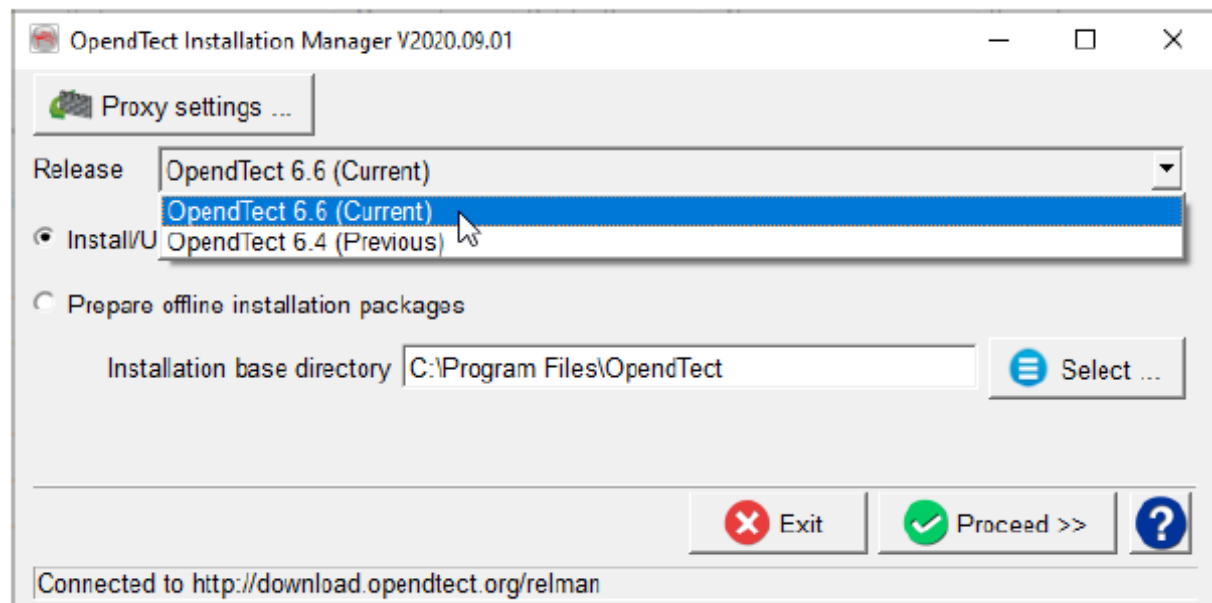 OpendTect Installation Manager V2020.09.01
Proxy settings ...
Release OpendTect 6.6 (Current)
OpendTect 6.6 (Current)
Install/U OpendTect 6.4 (Previous)
Prepare offline installation packages
Installation base directory C:\Program Files\OpendTect Select ...
Exit Proceed >> ?
Connected to http://download.opendtect.org/relman